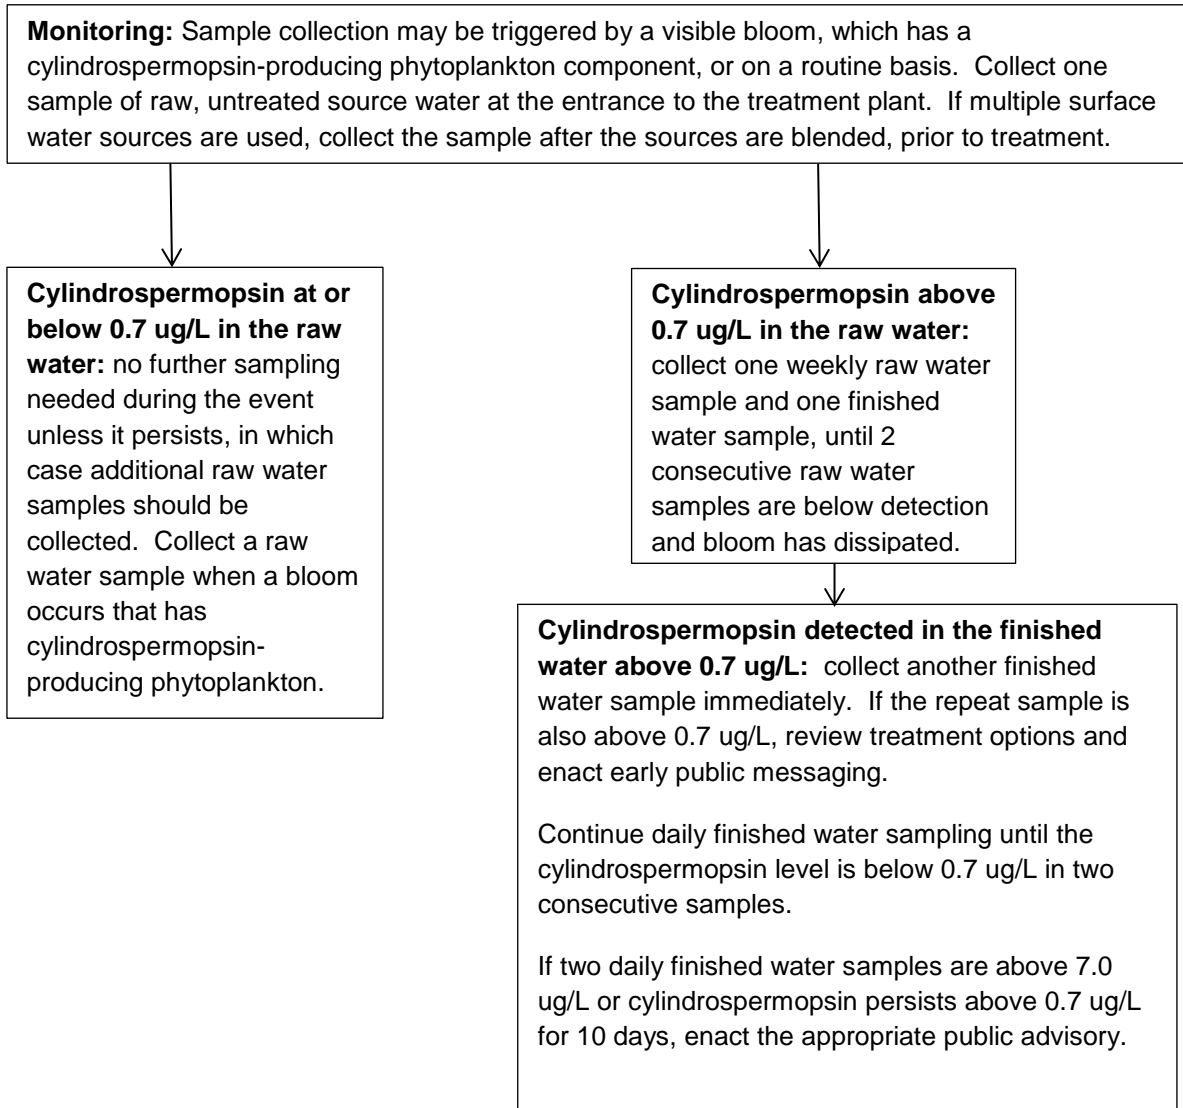 Monitoring: Sample collection may be triggered by a visible bloom, which has a
cylindrospermopsin-producing phytoplankton component, or on a routine basis.  Collect one
sample of raw, untreated source water at the entrance to the treatment plant.  If multiple surface
water sources are used, collect the sample after the sources are blended, prior to treatment.
Cylindrospermopsin at or
below 0.7 ug/L in the raw
water: no further sampling
needed during the event
unless it persists, in which
case additional raw water
samples should be
collected.  Collect a raw
water sample when a bloom
occurs that has
cylindrospermopsin-
producing phytoplankton.
Cylindrospermopsin above
0.7 ug/L in the raw water:
collect one weekly raw water
sample and one finished
water sample, until 2
consecutive raw water
samples are below detection
and bloom has dissipated.
Cylindrospermopsin detected in the finished
water above 0.7 ug/L:  collect another finished
water sample immediately.  If the repeat sample is
also above 0.7 ug/L, review treatment options and
enact early public messaging.
Continue daily finished water sampling until the
cylindrospermopsin level is below 0.7 ug/L in two
consecutive samples.
If two daily finished water samples are above 7.0
ug/L or cylindrospermopsin persists above 0.7 ug/L
for 10 days, enact the appropriate public advisory.